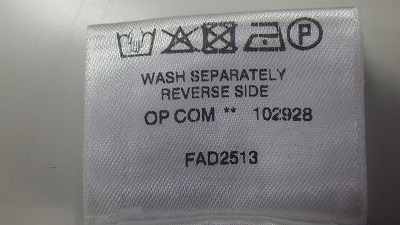 P
WASH SEPARATELY
REVERSE SIDE
OP COM ** 102928
FAD2513